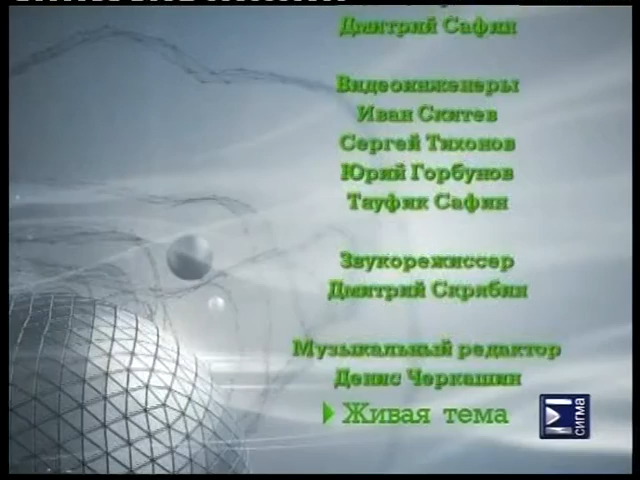 Дмитрий Сафин
Видеоинженеры
Иван Скитев
Сергей Тихонов
Юрий Горбунов
Тауфик Сафин
Звукорежиссер
Дмитрий Скрибин
Музыкальный редактор
Денис Черкашин
Живая тема
СИГМА